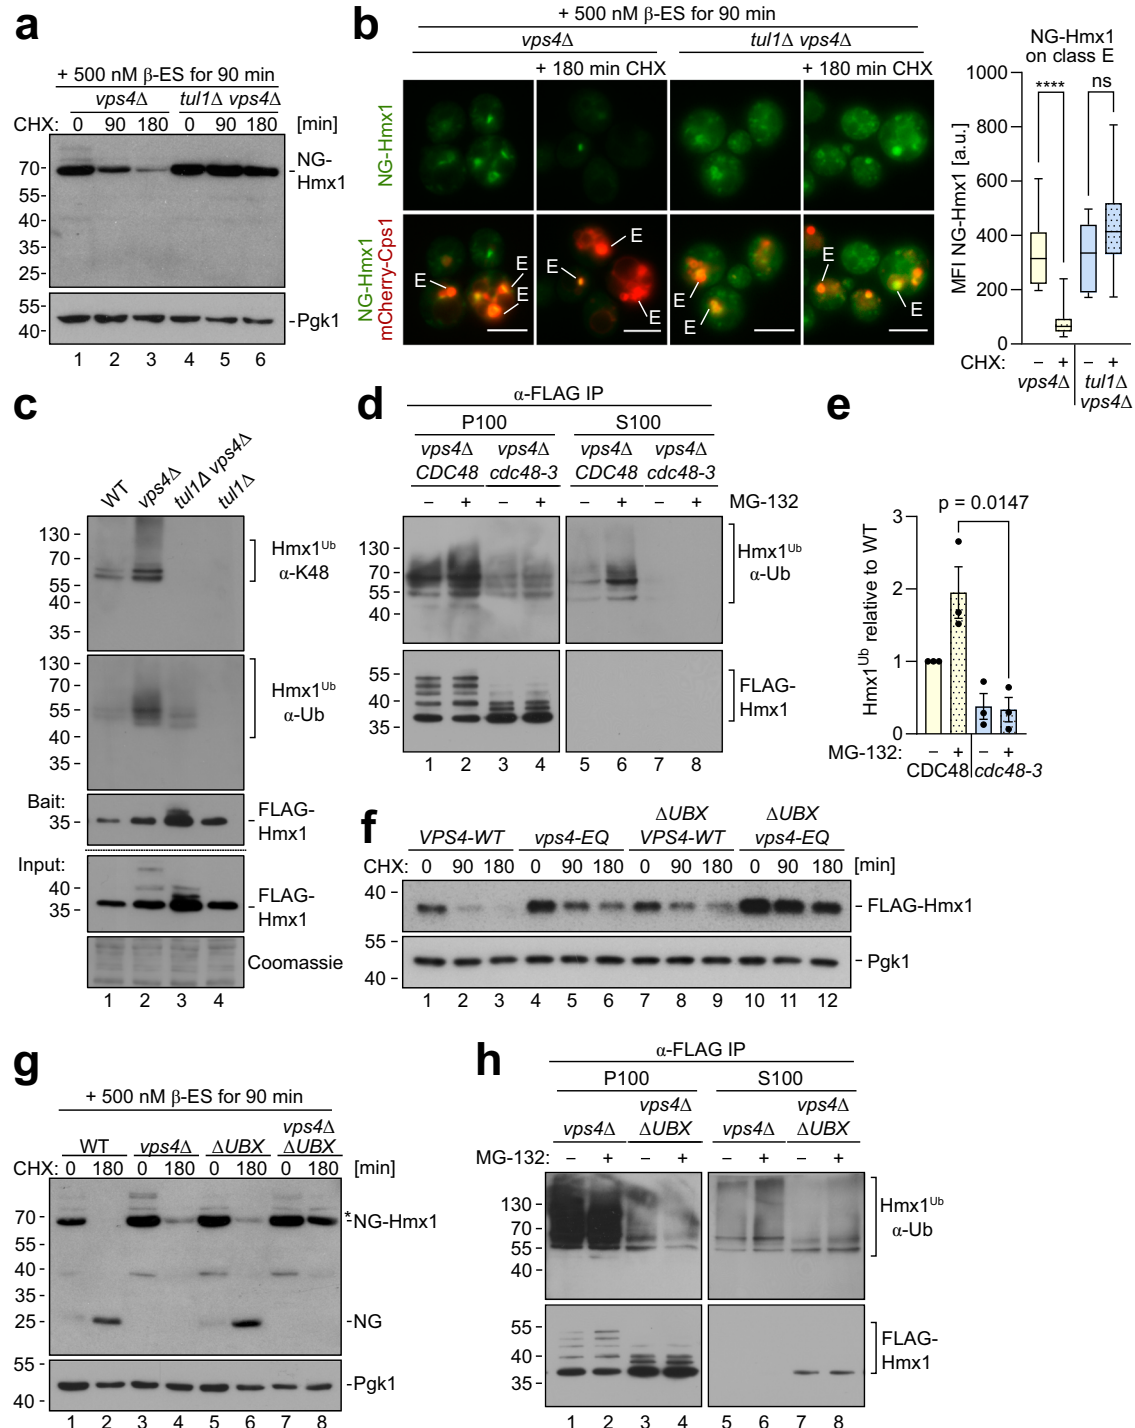 a
+ 500 nM β-ES for 90 min
vps4Δ tul1Δ vps4Δ
CHX: 0 90 180 0 90 180 [min]
70-
55-
40-
35-
25-
NG-
Hmx1
55-
40-
-Pgk1
1 2 3 4 5 6
b
+ 500 nM β-ES for 90 min
vps4Δ tul1Δ vps4Δ
+ 180 min CHX + 180 min CHX
NG-Hmx1
NG-Hmx1
mCherry-Cps1
E E E E E E E E E E
NG-Hmx1
on class E
MFI NG-Hmx1 [a.u.]
1000
800
600
400
200
0
**** ns
CHX: – + – +
vps4Δ tul1Δ
vps4Δ
c
WT vps4Δ tul1Δ vps4Δ tul1Δ
130 -
70 -
55 -
40 -
35 -
Hmx1Ub
α-K48
130 -
70 -
55 -
40 -
35 -
Hmx1Ub
α-Ub
Bait:
35 -
FLAG-
Hmx1
Input:
40 -
35 -
FLAG-
Hmx1
Coomassie
1 2 3 4
d
α-FLAG IP
P100 S100
vps4Δ vps4Δ vps4Δ vps4Δ
CDC48 cdc48-3 CDC48 cdc48-3
– + – + – + – + MG-132
130 -
70 -
55 -
40 -
Hmx1Ub
α-Ub
55 -
40 -
35 -
FLAG-
Hmx1
1 2 3 4 5 6 7 8
e
p = 0.0147
Hmx1Ub relative to WT
3
2
1
0
MG-132: – + – +
CDC48 cdc48-3
f
ΔUBX ΔUBX
VPS4-WT vps4-EQ VPS4-WT vps4-EQ
CHX: 0 90 180 0 90 180 0 90 180 0 90 180 [min]
40 -
- FLAG-Hmx1
55 -
40 -
- Pgk1
1 2 3 4 5 6 7 8 9 10 11 12
g
+ 500 nM β-ES for 90 min
vps4Δ
WT vps4Δ ΔUBX ΔUBX
CHX: 0 180 0 180 0 180 0 180 [min]
70-
55-
40-
35-
25-
*
-NG-Hmx1
-NG
55-
40-
-Pgk1
1 2 3 4 5 6 7 8
h
α-FLAG IP
P100 S100
vps4Δ vps4Δ
vps4Δ ΔUBX vps4Δ ΔUBX
MG-132: – + – + – + – +
130 -
70 -
55 -
40 -
Hmx1Ub
α-Ub
55 -
40 -
35 -
FLAG-
Hmx1
1 2 3 4 5 6 7 8